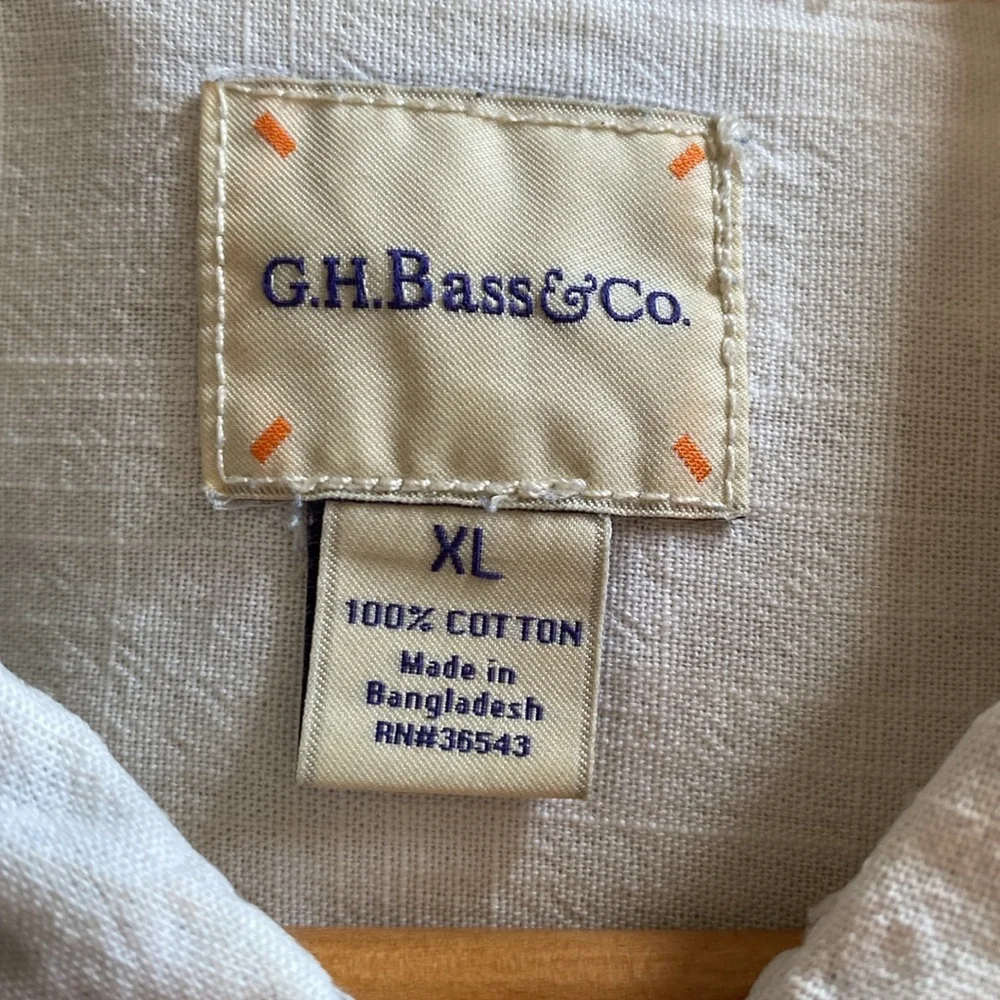 G.H.Bass&Co.
XL
100% COTTON
Made in
Bangladesh
RN#36543